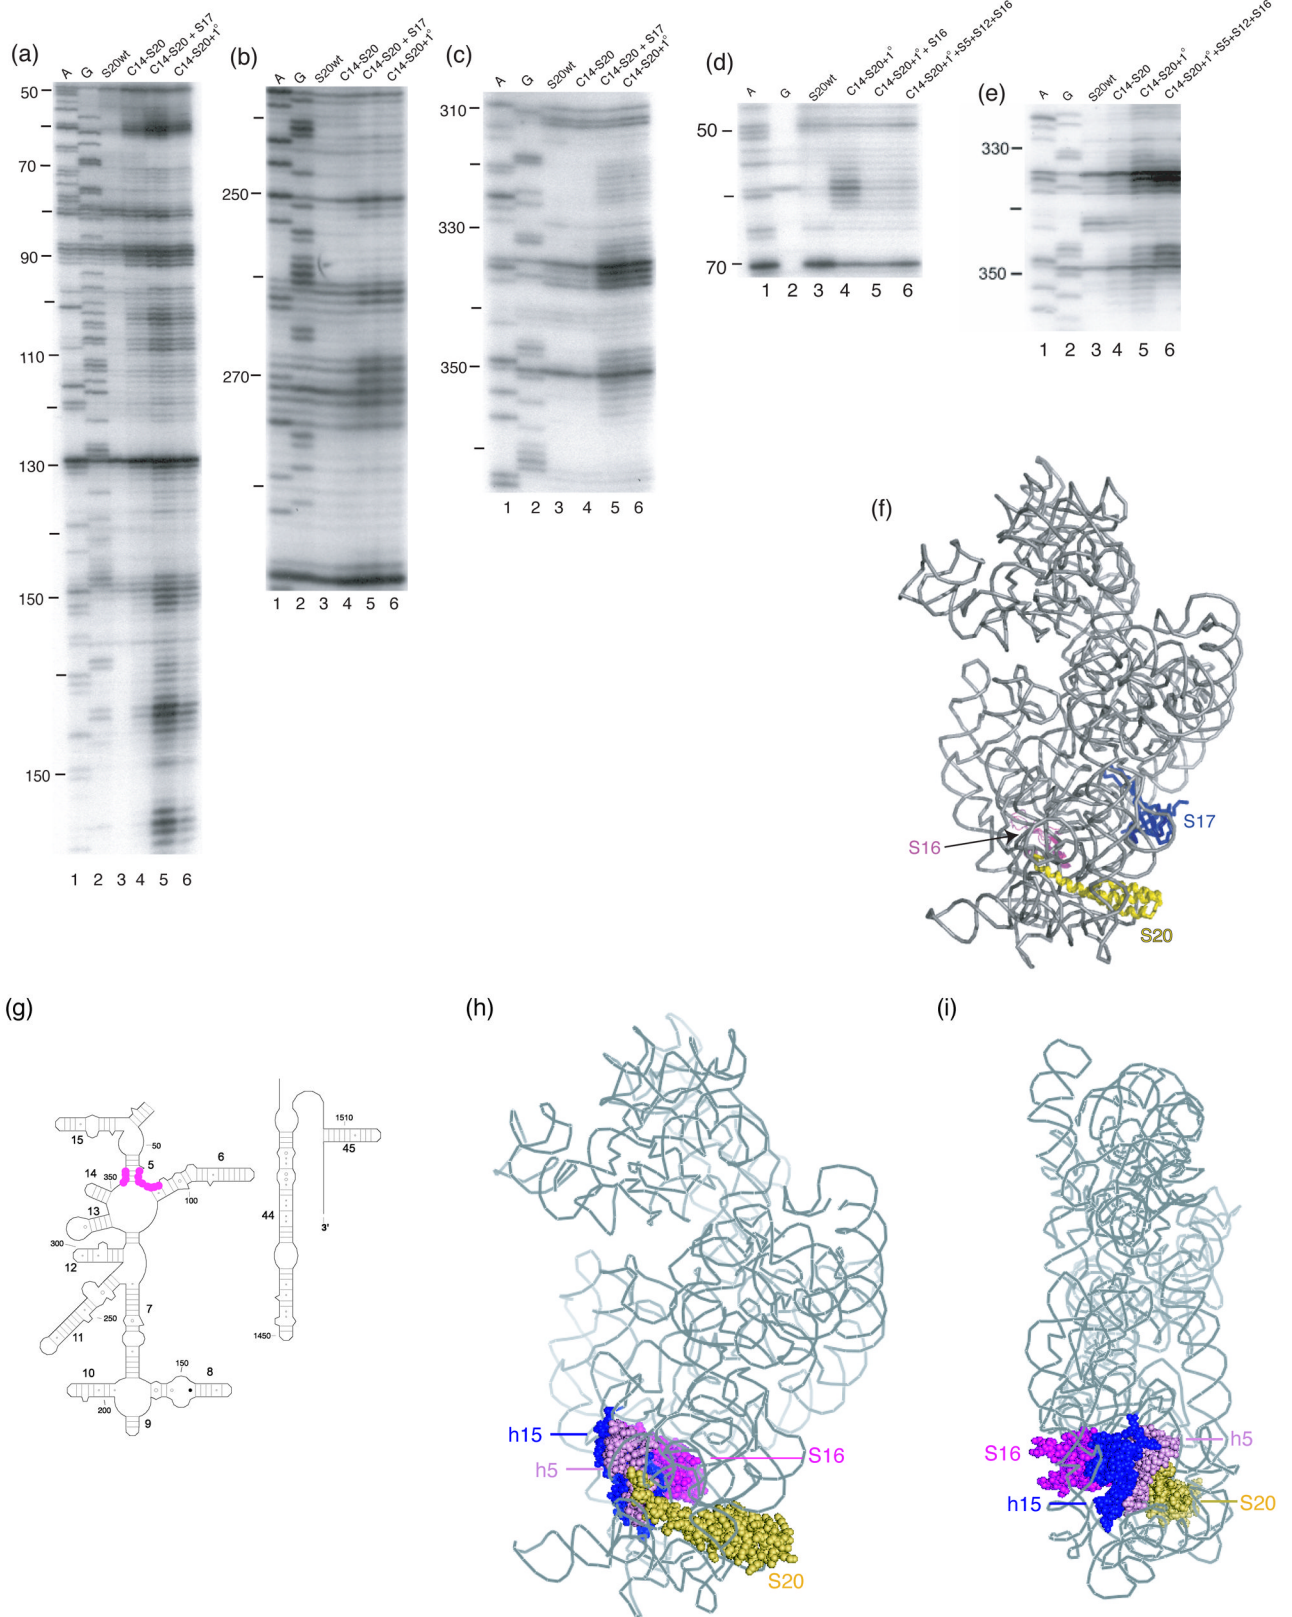 (a)
A
G
S20wt
C14-S20
C14-S20 + S17
C14-S20+1°
50
70
90
110
130
150
150
1 2 3 4 5 6
(b)
A
G
S20wt
C14-S20
C14-S20 + S17
C14-S20+1°
250
270
1 2 3 4 5 6
(c)
A
G
S20wt
C14-S20
C14-S20 + S17
C14-S20+1°
310
330
350
1 2 3 4 5 6
(d)
A
G
S20wt
C14-S20+1°
C14-S20+1° + S16
C14-S20+1° +S5+S12+S16
50
70
1 2 3 4 5 6
(e)
A
G
S20wt
C14-S20
C14-S20+1°
C14-S20+1° +S5+S12+S16
330
350
1 2 3 4 5 6
(f)
S17
S16
S20
(g)
15
50
5
6
14
350
100
13
300
12
250
11
7
10
150
8
200
9
1510
45
44
3'
1450
(h)
h15
h5
S16
S20
(i)
S16
h5
h15
S20